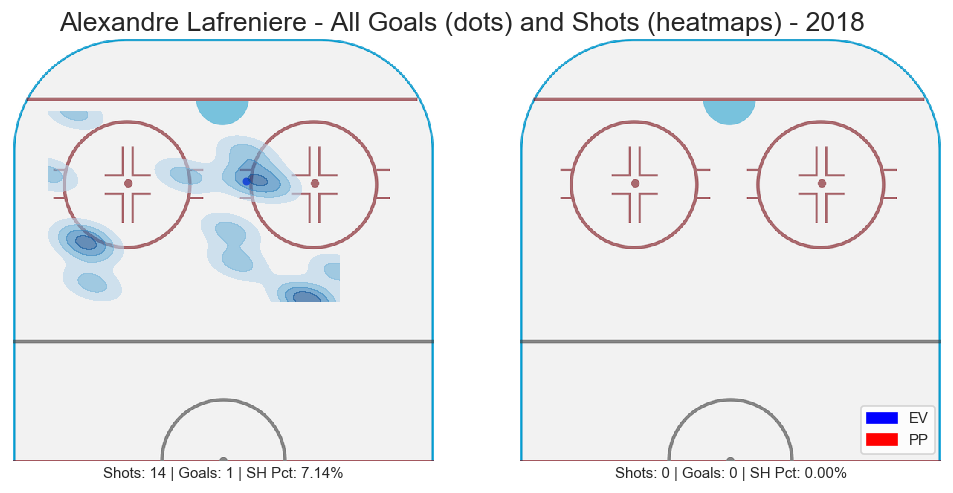 Alexandre Lafreniere - All Goals (dots) and Shots (heatmaps) - 2018
EV
PP
Shots: 14 | Goals: 1 | SH Pct: 7.14%
Shots: 0 | Goals: 0 | SH Pct: 0.00%